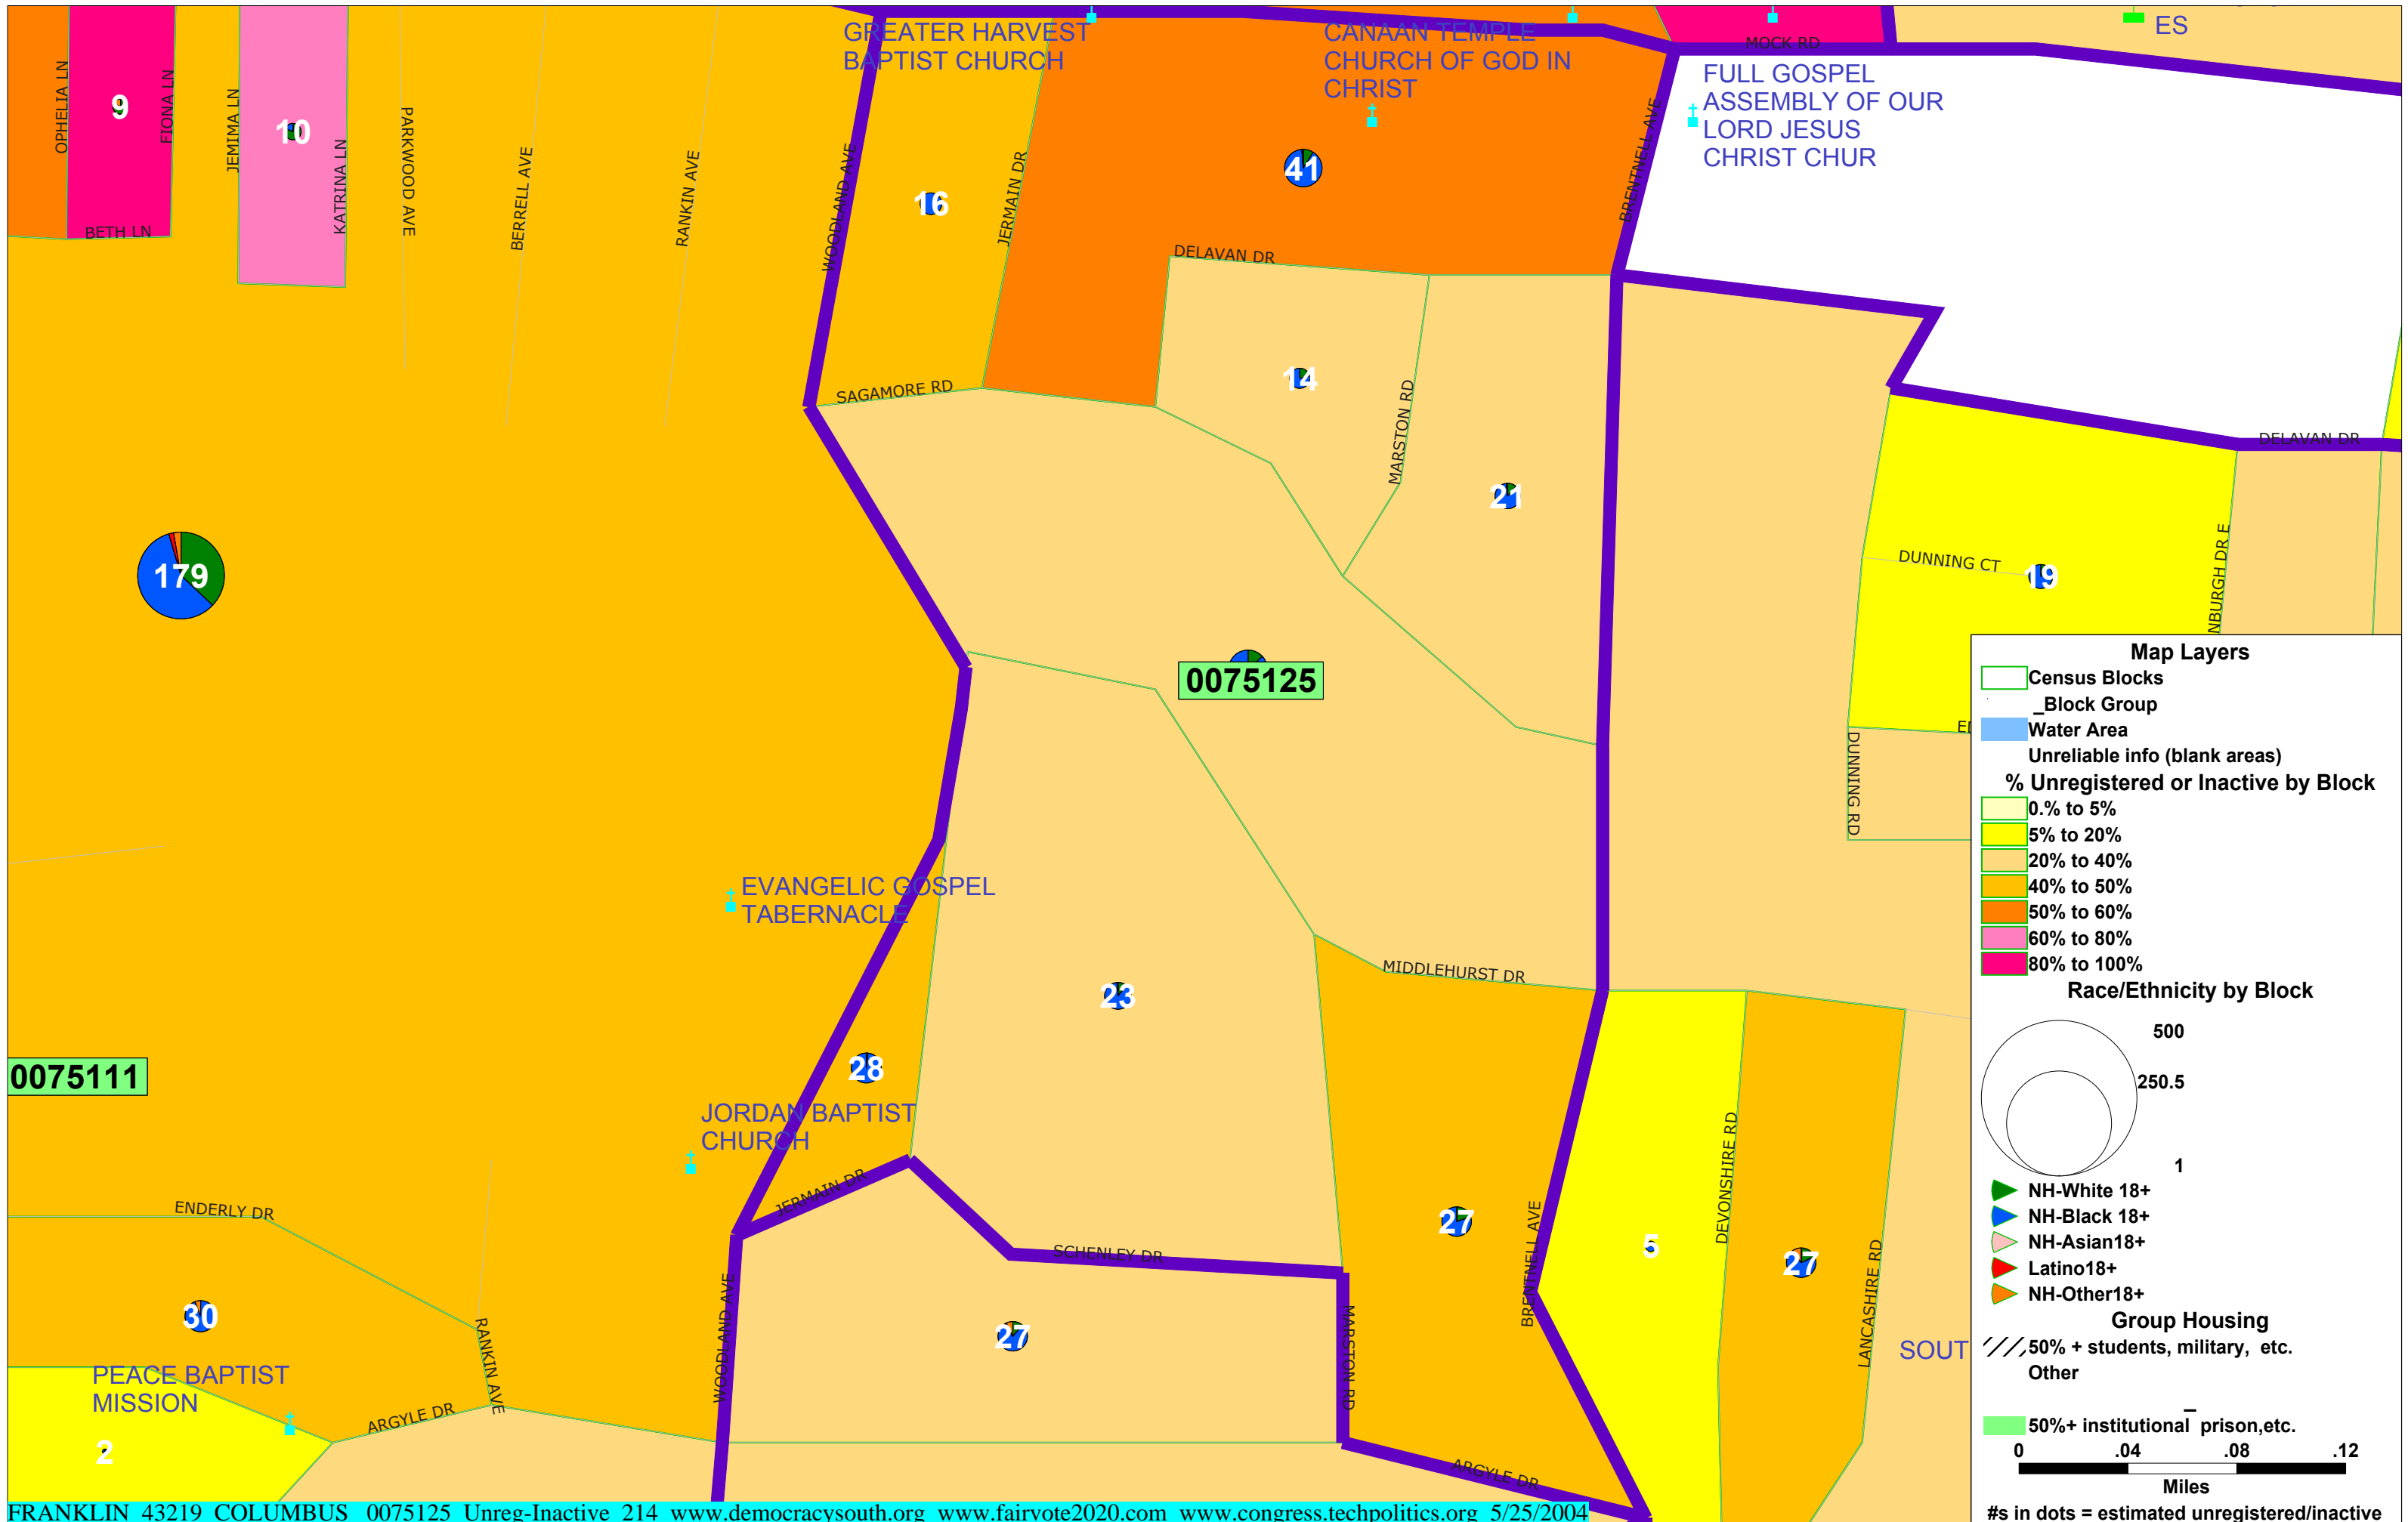 GREATER HARVEST
BAPTIST CHURCH
CANAAN TEMPLE
CHURCH OF GOD IN
CHRIST
ES
MOCK RD
FULL GOSPEL
ASSEMBLY OF OUR
LORD JESUS
CHRIST CHUR
OPHELIA LN
9
FIONA LN
JEMIMA LN
10
KATRINA LN
PARKWOOD AVE
BERRELL AVE
RANKIN AVE
WOODLAND AVE
16
JERMAIN DR
41
BRENTNELL AVE
BETH LN
DELAVAN DR
SAGAMORE RD
14
MARSTON RD
21
DELAVAN DR
DUNNING CT
19
NBURGH DR E
179
0075125
DUNNING RD
EVANGELIC GOSPEL
TABERNACLE
MIDDLEHURST DR
23
28
0075111
JORDAN BAPTIST
CHURCH
JERMAIN DR
ENDERLY DR
SCHENLEY DR
27
BRENTNELL AVE
5
DEVONSHIRE RD
27
LANCASHIRE RD
30
RANKIN AVE
WOODLAND AVE
27
MARSTON RD
SOUT
PEACE BAPTIST
MISSION
ARGYLE DR
2
ARGYLE DR
Map Layers
Census Blocks
_Block Group
Water Area
Unreliable info (blank areas)
% Unregistered or Inactive by Block
0.% to 5%
5% to 20%
20% to 40%
40% to 50%
50% to 60%
60% to 80%
80% to 100%
Race/Ethnicity by Block
500
250.5
1
NH-White 18+
NH-Black 18+
NH-Asian18+
Latino18+
NH-Other18+
Group Housing
50% + students, military, etc.
Other
50%+ institutional prison,etc.
0 .04 .08 .12
Miles
#s in dots = estimated unregistered/inactive
FRANKLIN 43219 COLUMBUS 0075125 Unreg-Inactive 214 www.democracysouth.org www.fairvote2020.com www.congress.techpolitics.org 5/25/2004